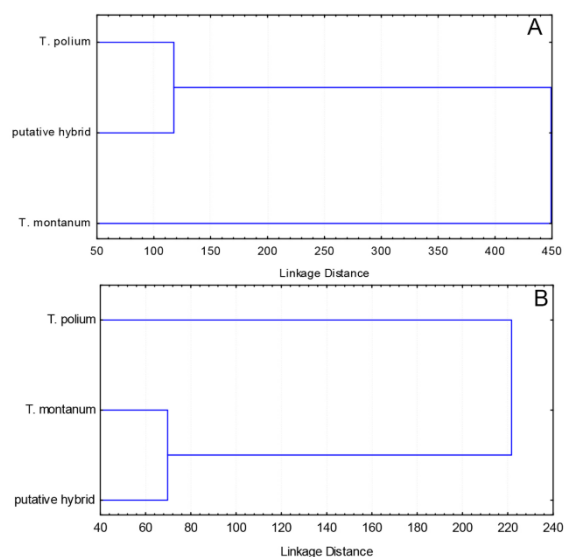 A
T. polium
putative hybrid
T. montanum
50 100 150 200 250 300 350 400 450
Linkage Distance
B
T. polium
T. montanum
putative hybrid
40 60 80 100 120 140 160 180 200 220 240
Linkage Distance